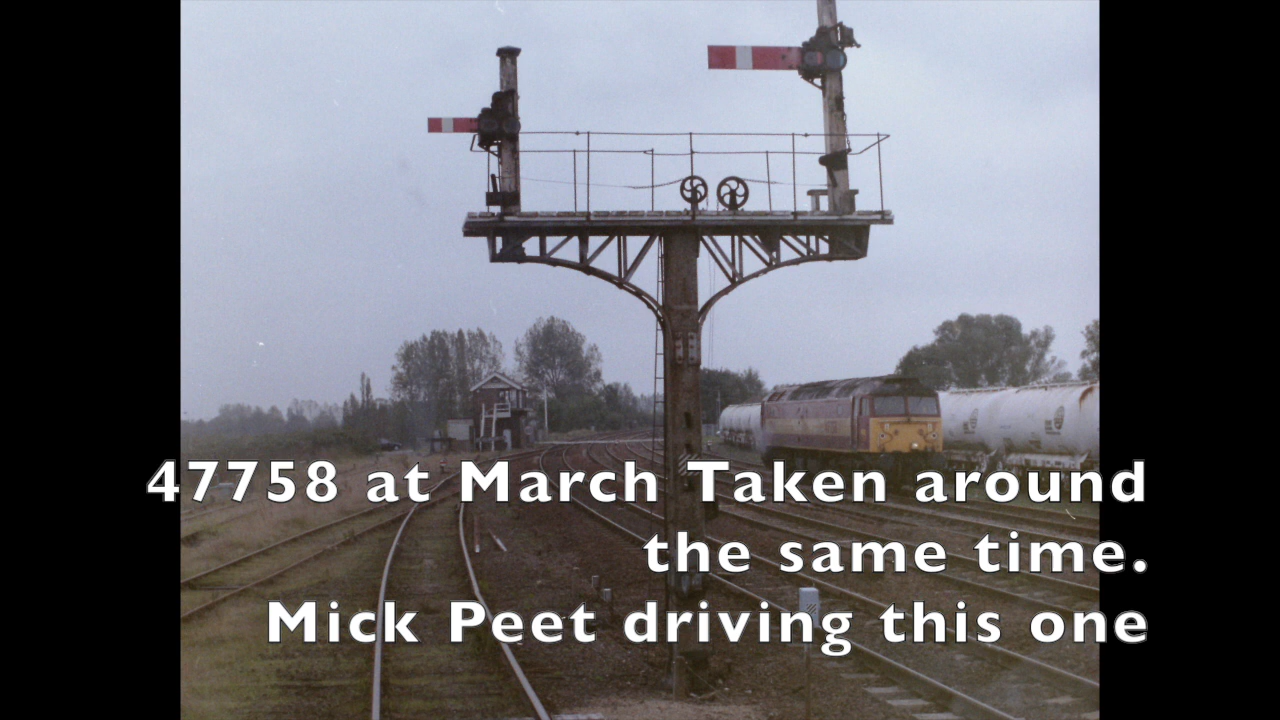 47758 at March Taken around
the same time.
Mick Peet driving this one